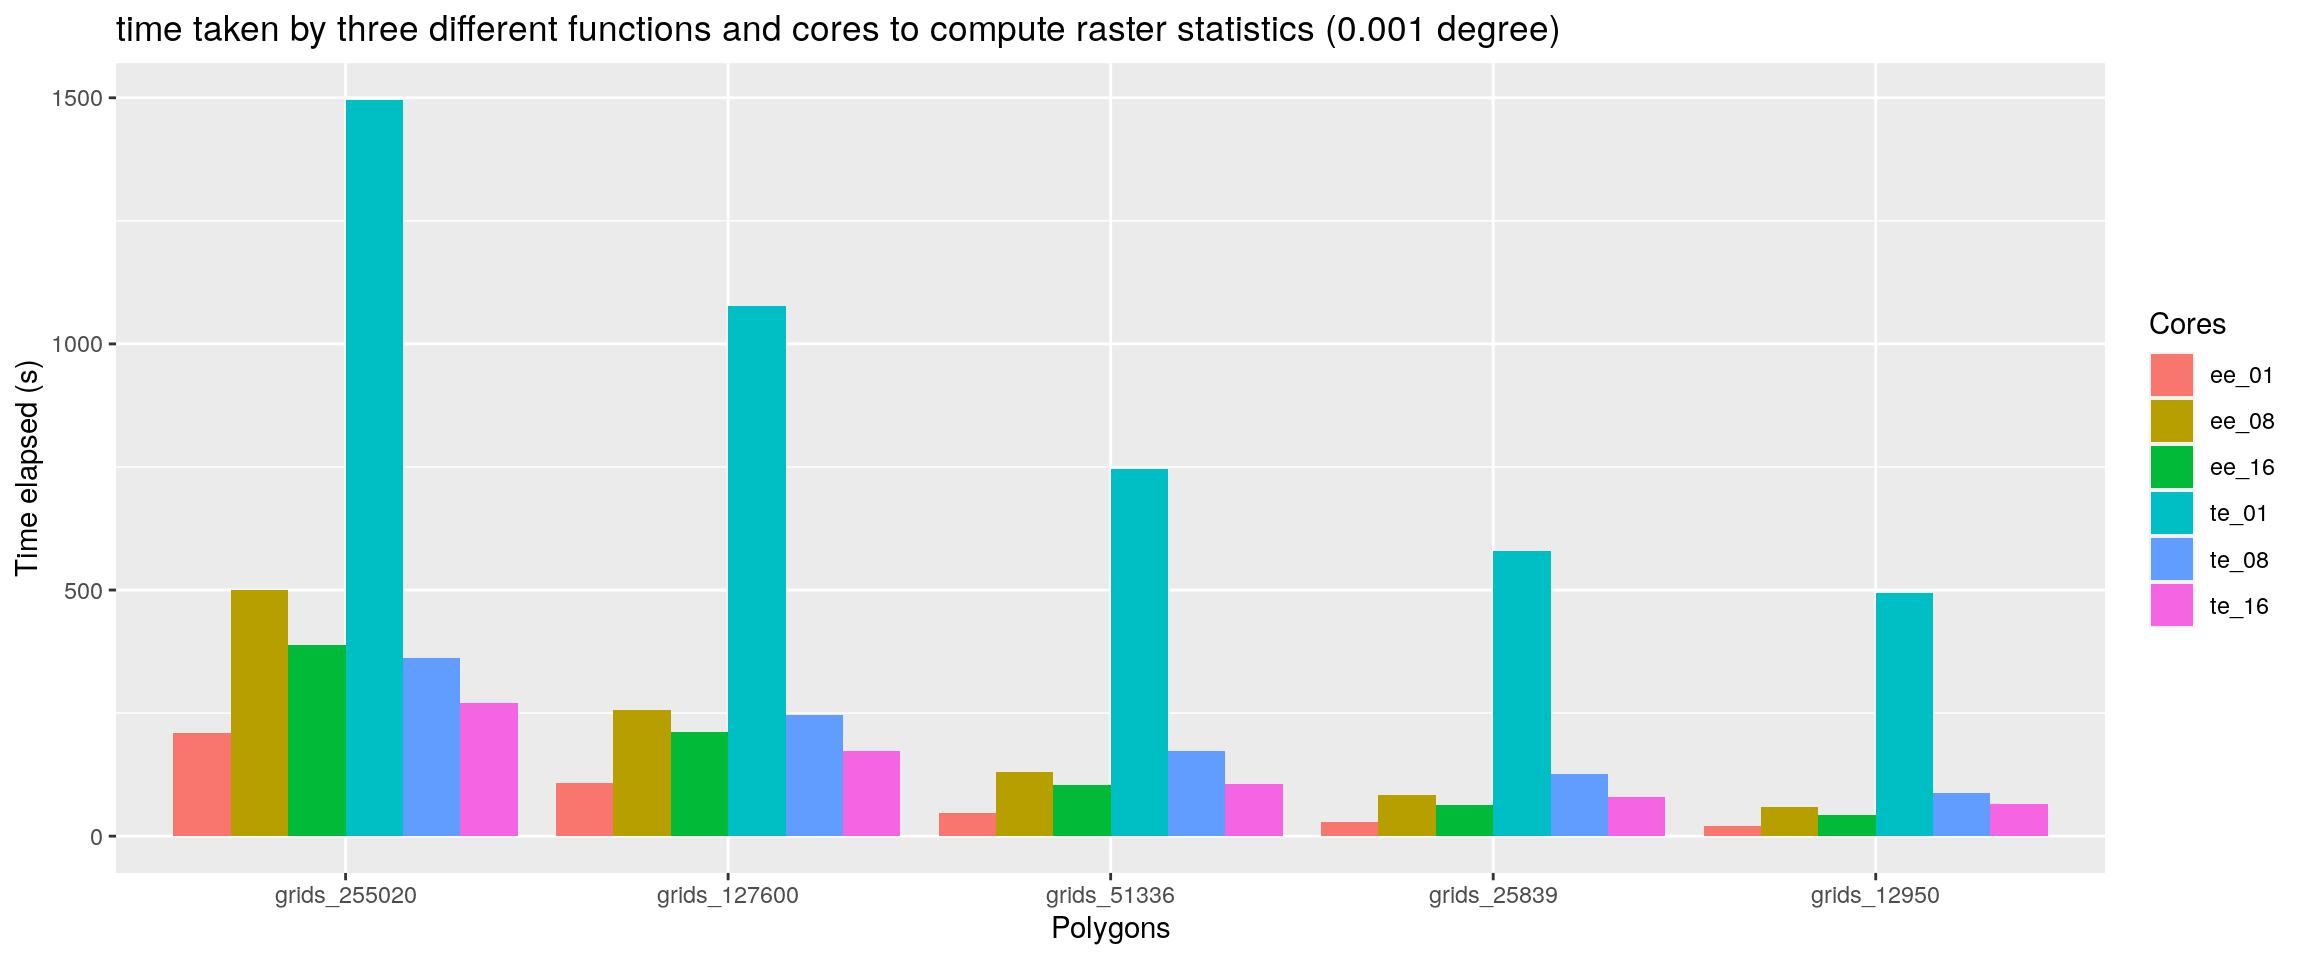 time taken by three different functions and cores to compute raster statistics (0.001 degree)
Time elapsed (s)
1500
1000
500
0
grids_255020 grids_127600 grids_51336 grids_25839 grids_12950
Polygons
Cores
ee_01
ee_08
ee_16
te_01
te_08
te_16